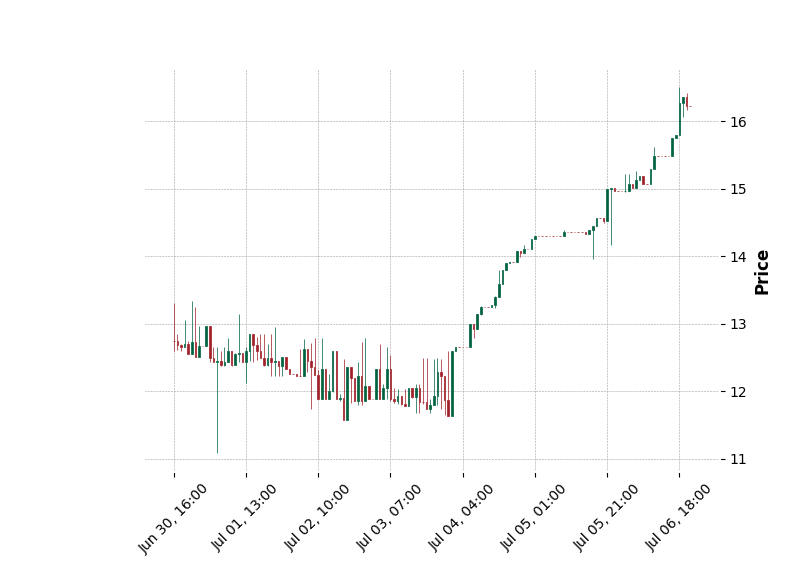 16
15
14
13
12
11
Price
Jun 30, 16:00
Jul 01, 13:00
Jul 02, 10:00
Jul 03, 07:00
Jul 04, 04:00
Jul 05, 01:00
Jul 05, 21:00
Jul 06, 18:00